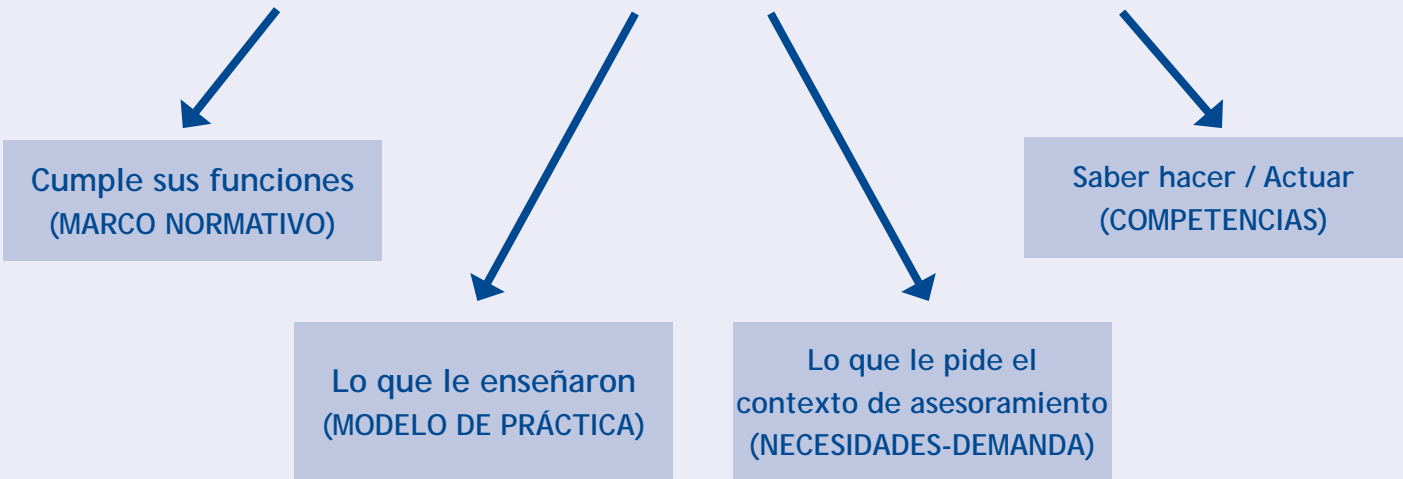 Cumple sus funciones
(MARCO NORMATIVO)
Saber hacer / Actuar
(COMPETENCIAS)
Lo que le enseñaron
(MODELO DE PRÁCTICA)
Lo que le pide el
contexto de asesoramiento
(NECESIDADES-DEMANDA)